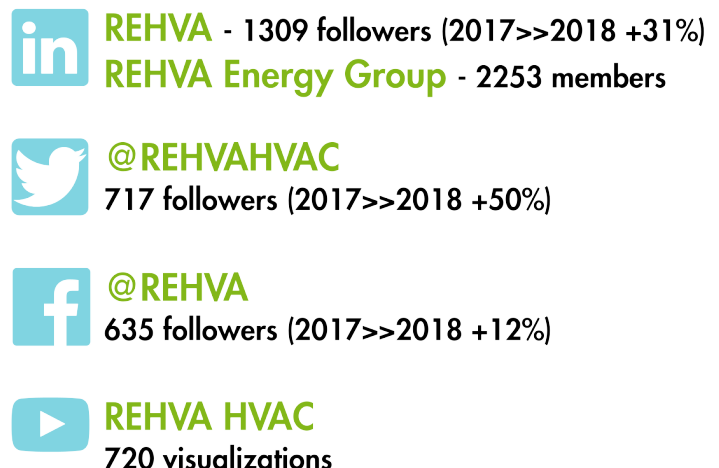 in
REHVA - 1309 followers (2017>>2018 +31%)
REHVA Energy Group - 2253 members
@REHVAHVAC
717 followers (2017>>2018 +50%)
f
@REHVA
635 followers (2017>>2018 +12%)
REHVA HVAC
720 visualizations